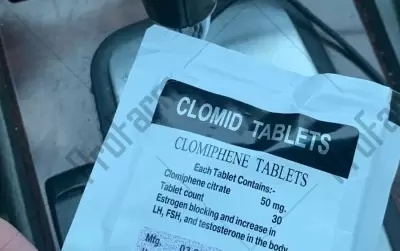 CLOMID TABLETS
CLOMIPHENE TABLETS
Each Tablet Contains:-
Clomiphene citrate 50 mg.
Tablet count 30
Estrogen blocking and increase in
LH, FSH, and testosterone in the body
Mfg.